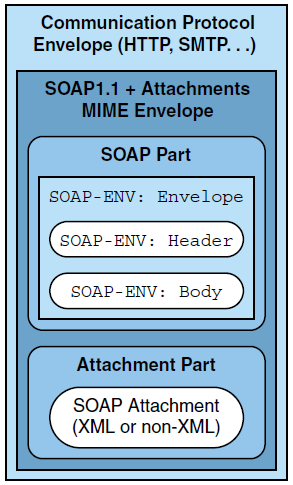 Communication Protocol
Envelope (HTTP, SMTP. . .)
SOAP1.1 + Attachments
MIME Envelope
SOAP Part
SOAP-ENV: Envelope
SOAP-ENV: Header
SOAP-ENV: Body
Attachment Part
SOAP Attachment
(XML or non-XML)